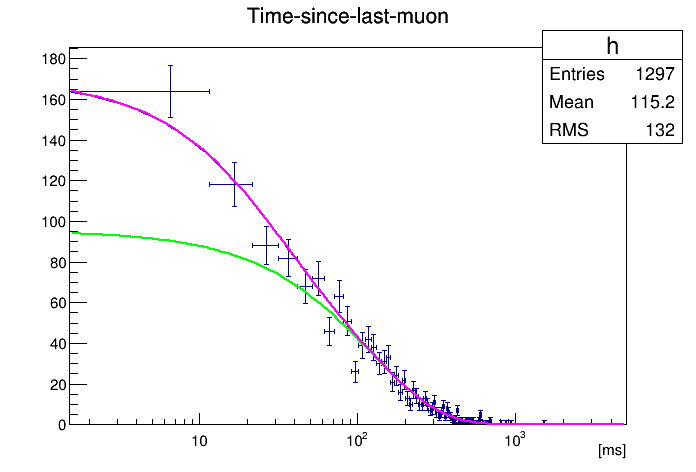 Time-since-last-muon
h
Entries 1297
Mean 115.2
RMS 132
180
160
140
120
100
80
60
40
20
0
10 10² 10³
[ms]